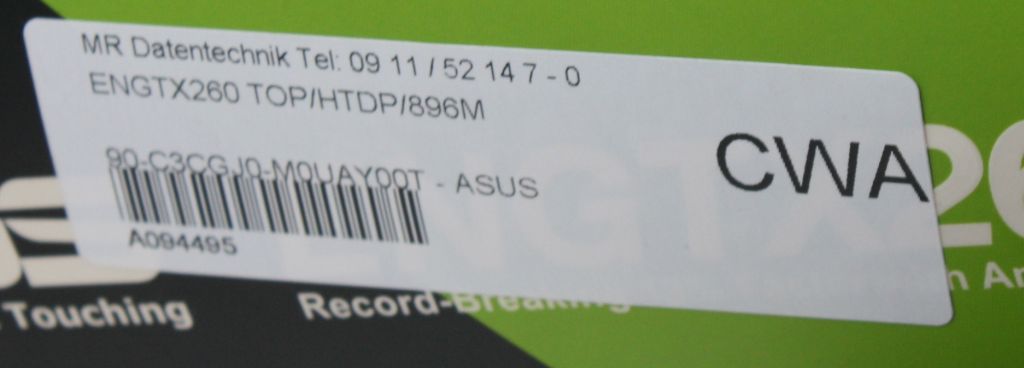 MR Datentechnik Tel: 09 11 / 52 14 7 - 0
ENGTX260 TOP/HTDP/896M
90-C3CGJ0-M0UAY00T - ASUS
A094495
CWA
ENGTX26
Touching
Record-Breaking